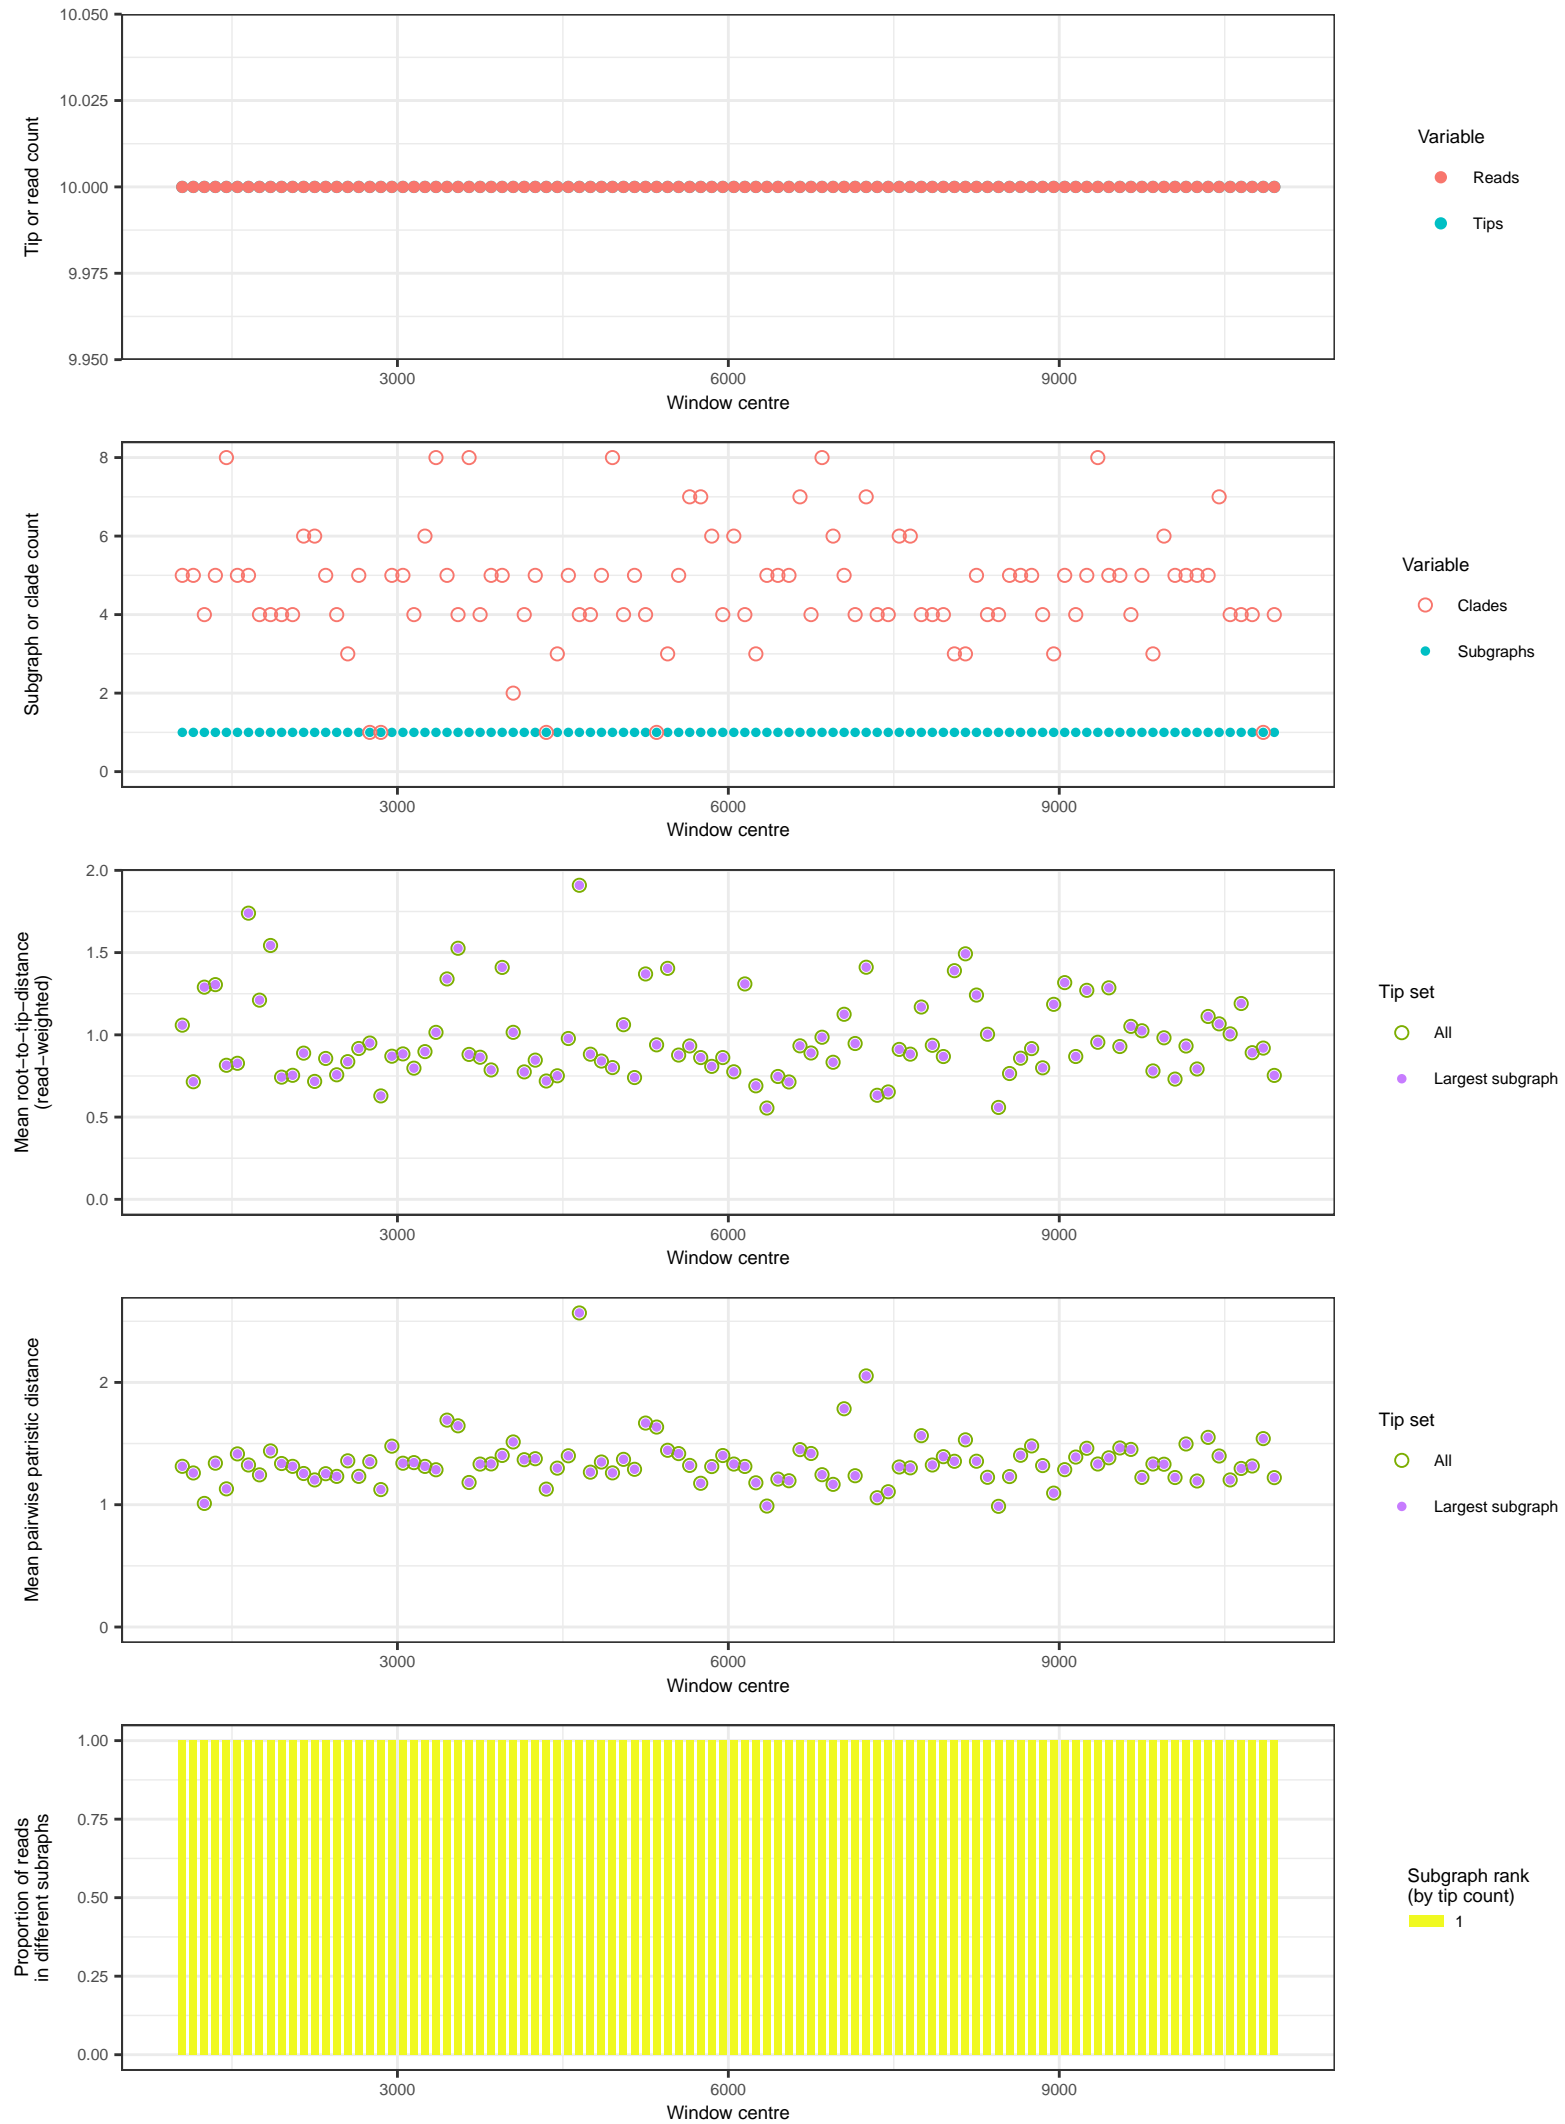 10.050
10.025
10.000
9.975
9.950
Tip or read count
3000
6000
9000
Window centre
Variable
Reads
Tips
8
6
4
2
0
Subgraph or clade count
3000
6000
9000
Window centre
Variable
Clades
Subgraphs
2.0
1.5
1.0
0.5
0.0
Mean root−to−tip−distance
(read−weighted)
3000
6000
9000
Window centre
Tip set
All
Largest subgraph
2
1
0
Mean pairwise patristic distance
3000
6000
9000
Window centre
Tip set
All
Largest subgraph
1.00
0.75
0.50
0.25
0.00
Proportion of reads
in different subraphs
3000
6000
9000
Window centre
Subgraph rank
(by tip count)
1